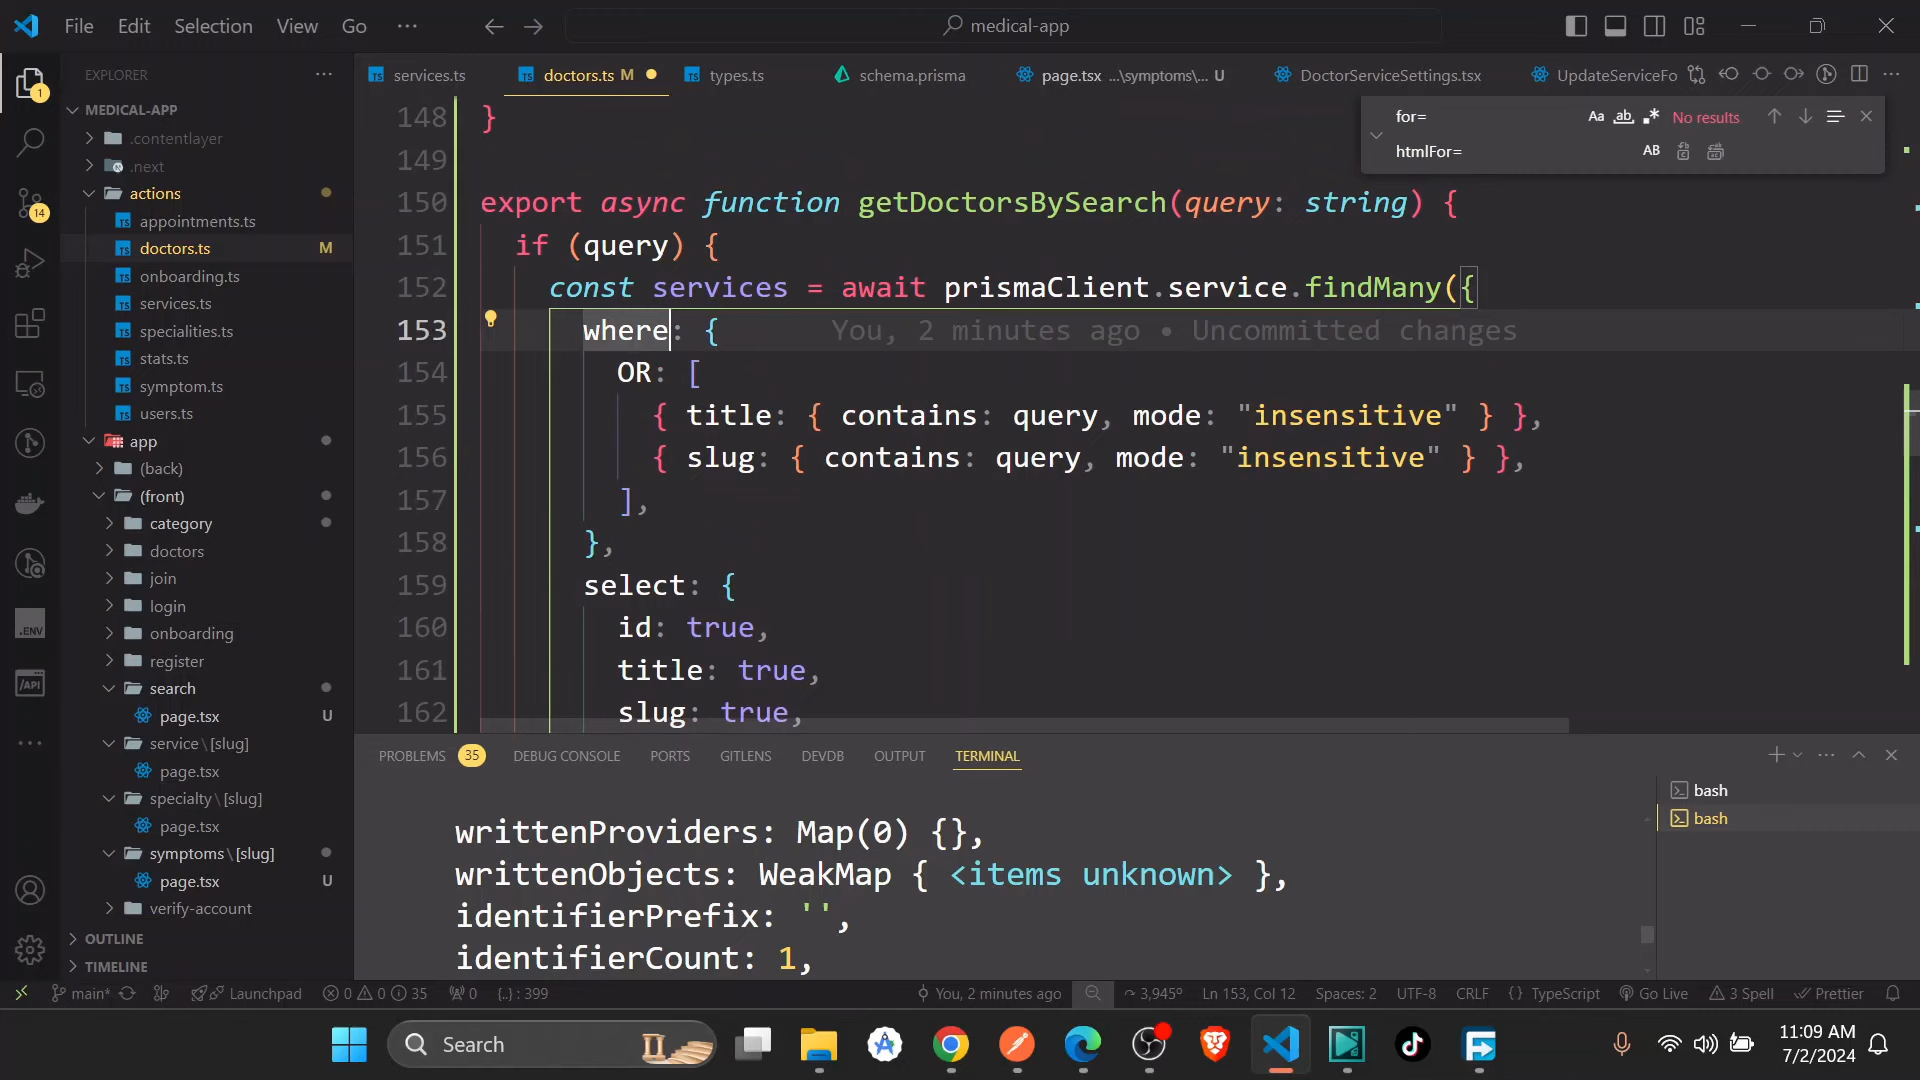 File Edit Selection View Go ··· medical-app
EXPLORER ···
MEDICAL-APP
.contentlayer
.next
actions
appointments.ts
doctors.ts M
onboarding.ts
services.ts
specialities.ts
stats.ts
symptom.ts
users.ts
app
(back)
(front)
category
doctors
join
login
onboarding
register
search
page.tsx U
service\[slug]
page.tsx
specialty\[slug]
page.tsx
symptoms\[slug]
page.tsx U
verify-account
OUTLINE
TIMELINE
1
14
.ENV
/API
services.ts doctors.ts M types.ts schema.prisma page.tsx ...\symptoms\... U DoctorServiceSettings.tsx UpdateServiceFo
for= Aa ab No results
htmlFor= AB
148 }
149
150 export async function getDoctorsBySearch(query: string) {
151 if (query) {
152 const services = await prismaClient.service.findMany({
153 where: { You, 2 minutes ago • Uncommitted changes
154 OR: [
155 { title: { contains: query, mode: "insensitive" } },
156 { slug: { contains: query, mode: "insensitive" } },
157 ],
158 },
159 select: {
160 id: true,
161 title: true,
162 slug: true,
PROBLEMS 35 DEBUG CONSOLE PORTS GITLENS DEVDB OUTPUT TERMINAL
writtenProviders: Map(0) {},
writtenObjects: WeakMap { <items unknown> },
identifierPrefix: '',
identifierCount: 1,
bash
bash
main* Launchpad 0 0 35 0 {..} : 399 You, 2 minutes ago 3,945º Ln 153, Col 12 Spaces: 2 UTF-8 CRLF {} TypeScript Go Live 3 Spell Prettier
Search
11:09 AM
7/2/2024